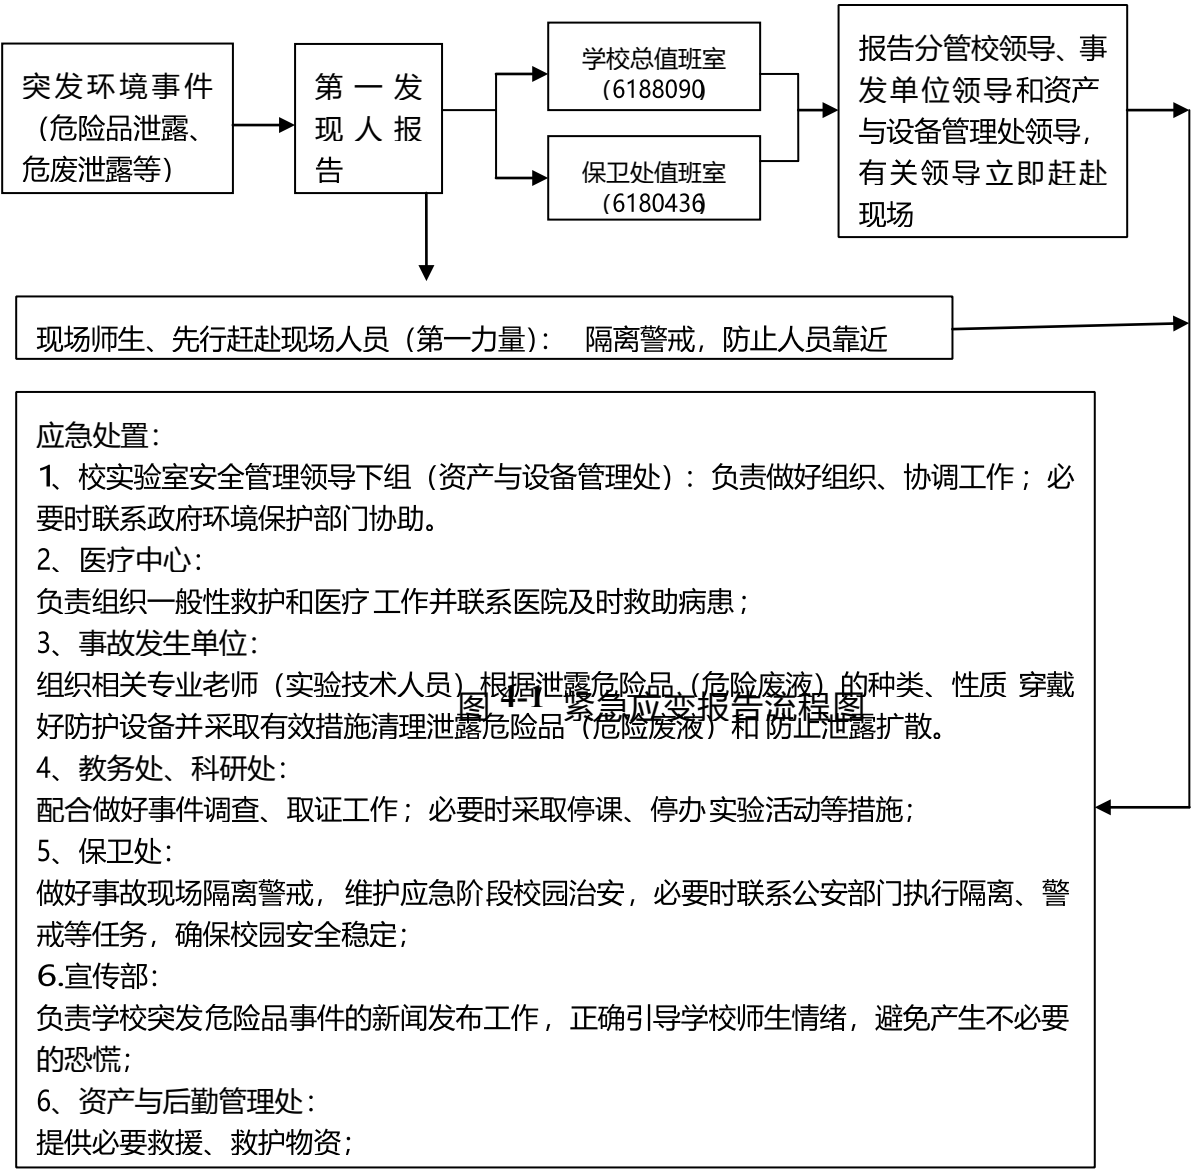 突发环境事件
（危险品泄露、
危废泄露等）
第一发
现人报
告
学校总值班室
（6188090）
保卫处值班室
（6180436）
报告分管校领导、事
发单位领导和资产
与设备管理处领导，
有关领导立即赶赴
现场
现场师生、先行赶赴现场人员（第一力量）： 隔离警戒，防止人员靠近
应急处置：
1、校实验室安全管理领导下组（资产与设备管理处）：负责做好组织、协调工作；必
要时联系政府环境保护部门协助。
2、医疗中心：
负责组织一般性救护和医疗工作并联系医院及时救助病患；
3、事故发生单位：
组织相关专业老师（实验技术人员）根据泄露危险品（危险废液）的种类、性质 穿戴
好防护设备并采取有效措施清理泄露危险品（危险废液）和防止泄露扩散。
图 4-1 紧急应变报告流程图
4、教务处、科研处：
配合做好事件调查、取证工作；必要时采取停课、停办实验活动等措施；
5、保卫处：
做好事故现场隔离警戒，维护应急阶段校园治安，必要时联系公安部门执行隔离、警
戒等任务，确保校园安全稳定；
6.宣传部：
负责学校突发危险品事件的新闻发布工作，正确引导学校师生情绪，避免产生不必要
的恐慌；
6、资产与后勤管理处：
提供必要救援、救护物资；